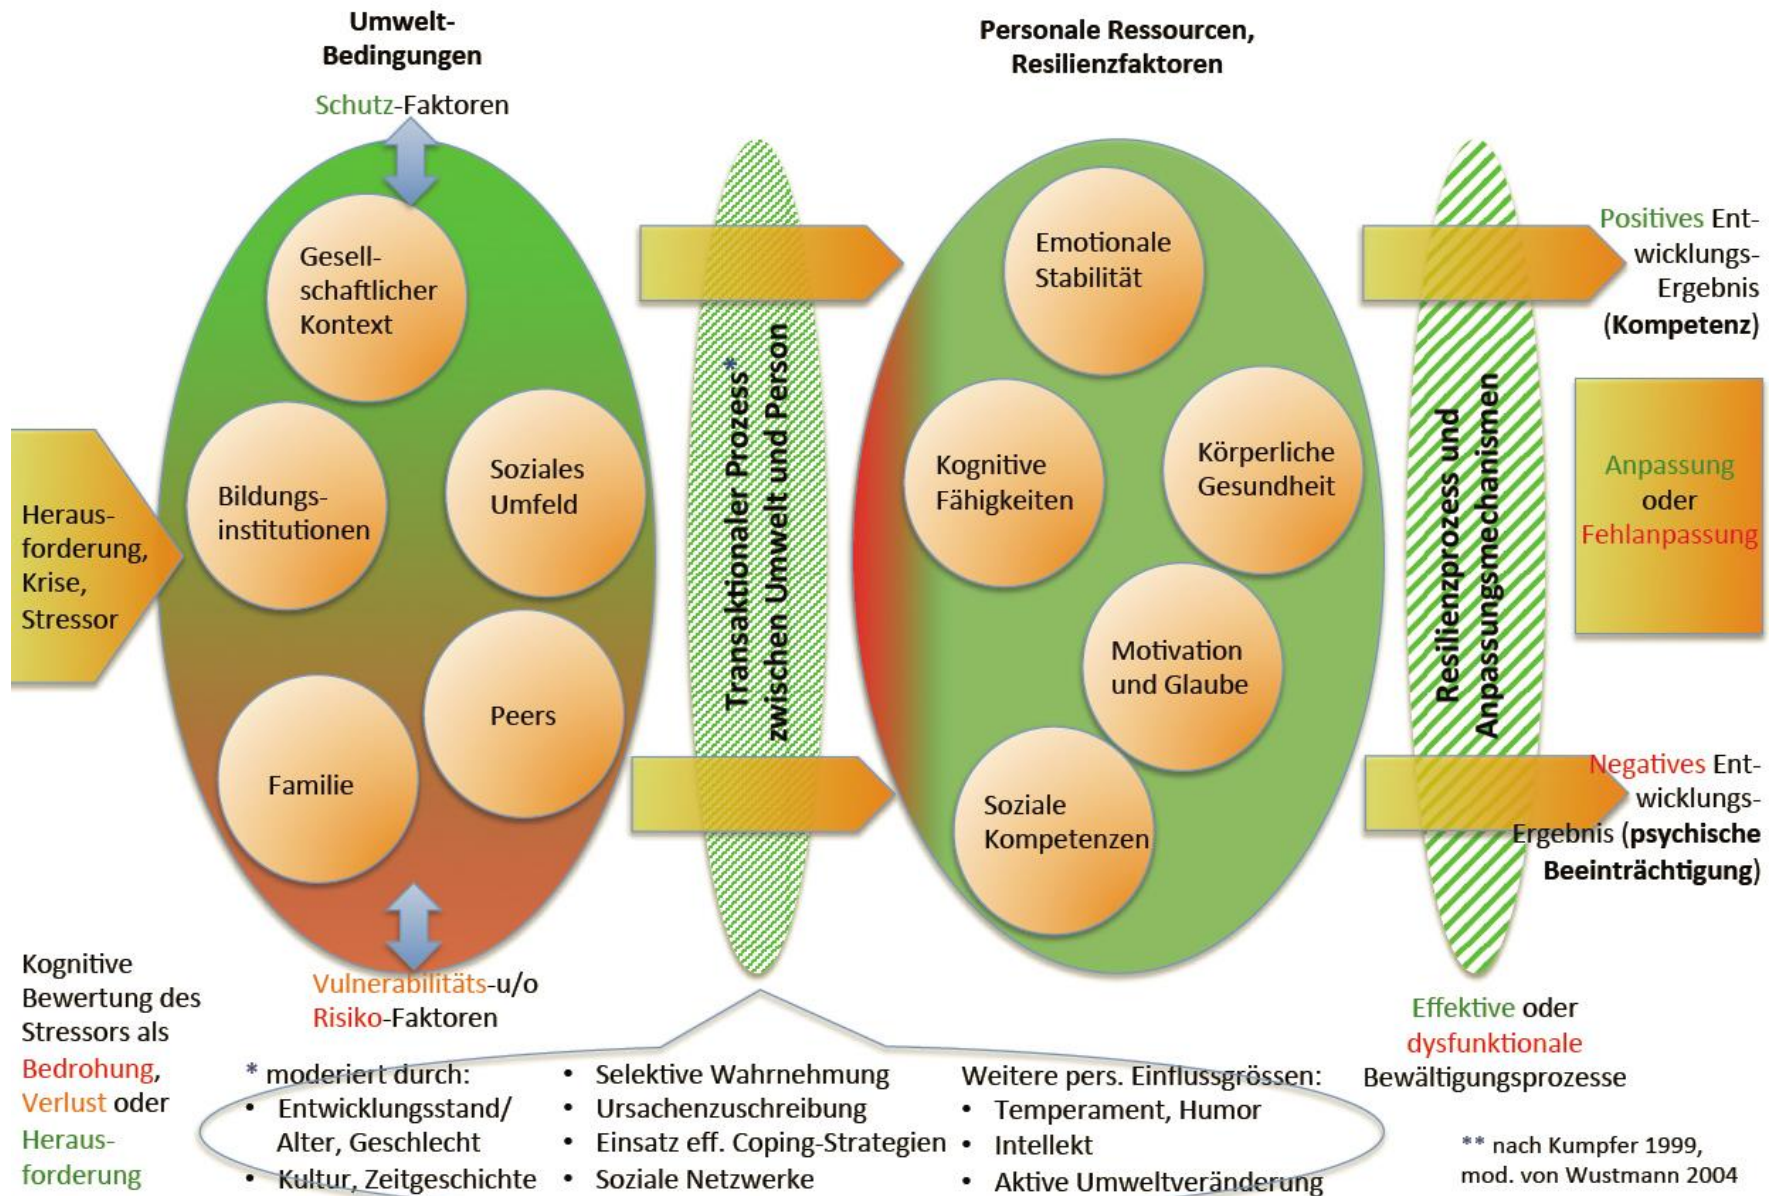 Umwelt-
Bedingungen
Schutz-Faktoren
Personale Ressourcen,
Resilienzfaktoren
Heraus-
forderung,
Krise,
Stressor
Gesell-
schaftlicher
Kontext
Bildungs-
institutionen
Soziales
Umfeld
Peers
Familie
Transaktionaler Prozess*
zwischen Umwelt und Person
Emotionale
Stabilität
Kognitive
Fähigkeiten
Körperliche
Gesundheit
Motivation
und Glaube
Soziale
Kompetenzen
Resilienzprozess und
Anpassungsmechanismen
Positives Ent-
wicklungs-
Ergebnis
(Kompetenz)
Anpassung
oder
Fehlanpassung
Negatives Ent-
wicklungs-
Ergebnis (psychische
Beeinträchtigung)
Kognitive
Bewertung des
Stressors als
Bedrohung,
Verlust oder
Heraus-
forderung
Vulnerabilitäts-u/o
Risiko-Faktoren
* moderiert durch:
• Entwicklungsstand/
Alter, Geschlecht
• Kultur, Zeitgeschichte
• Selektive Wahrnehmung
• Ursachenzuschreibung
• Einsatz eff. Coping-Strategien
• Soziale Netzwerke
Weitere pers. Einflussgrössen:
• Temperament, Humor
• Intellekt
• Aktive Umweltveränderung
Effektive oder
dysfunktionale
Bewältigungsprozesse
** nach Kumpfer 1999,
mod. von Wustmann 2004